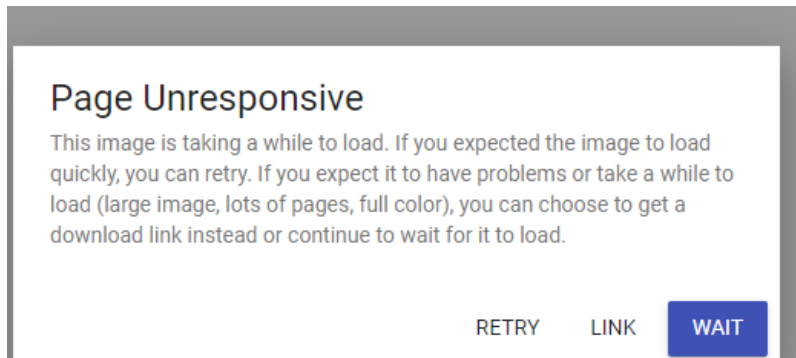 Page Unresponsive
This image is taking a while to load. If you expected the image to load
quickly, you can retry. If you expect it to have problems or take a while to
load (large image, lots of pages, full color), you can choose to get a
download link instead or continue to wait for it to load.
RETRY LINK WAIT